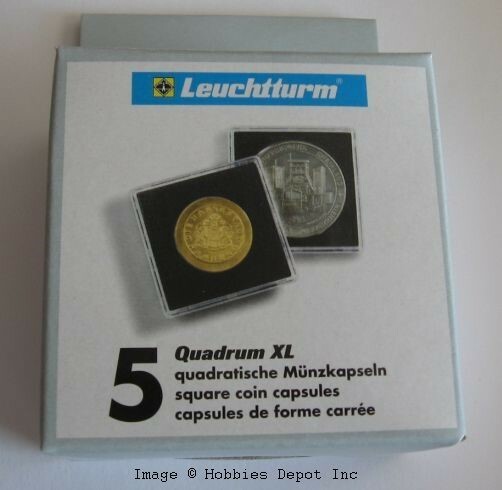 Leuchtturm®
5
Quadrum XL
quadratische Münzkapseln
square coin capsules
capsules de forme carrée
Image © Hobbies Depot Inc